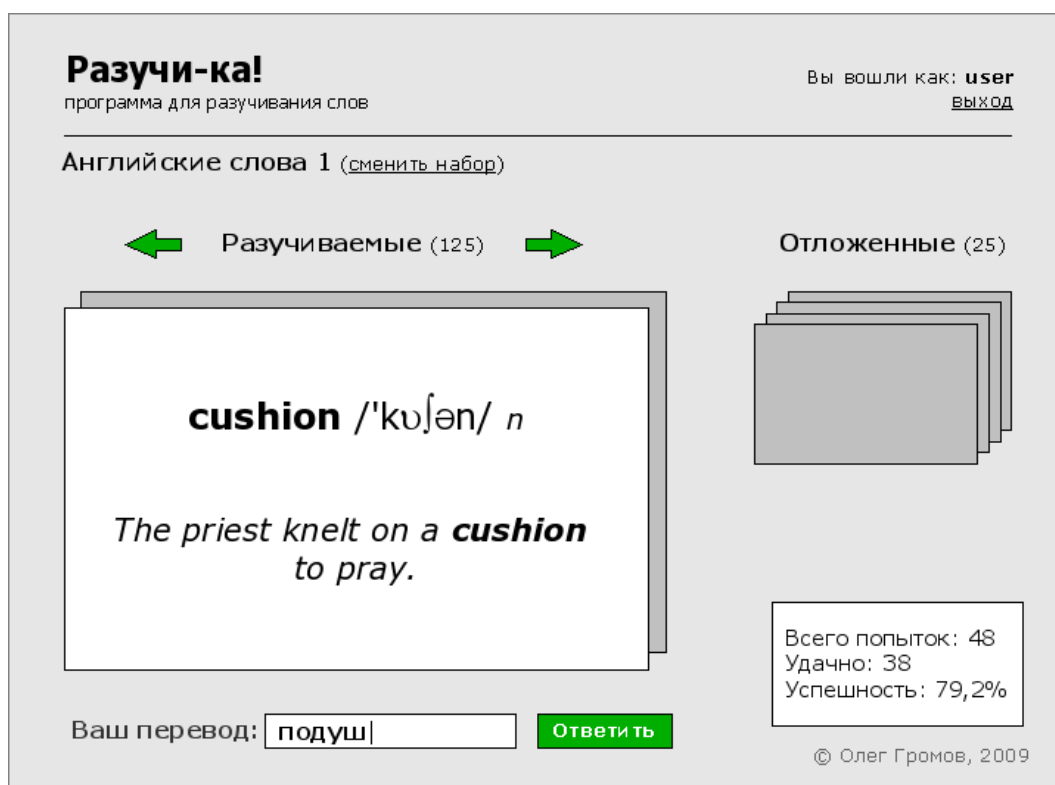 Разучи-ка!
программа для разучивания слов
Вы вошли как: user
выход
Английские слова 1 (сменить набор)
Разучиваемые (125)
Отложенные (25)
cushion /'kʊʃən/ n
The priest knelt on a cushion
to pray.
Всего попыток: 48
Удачно: 38
Успешность: 79,2%
Ваш перевод: подуш
Ответить
© Олег Громов, 2009